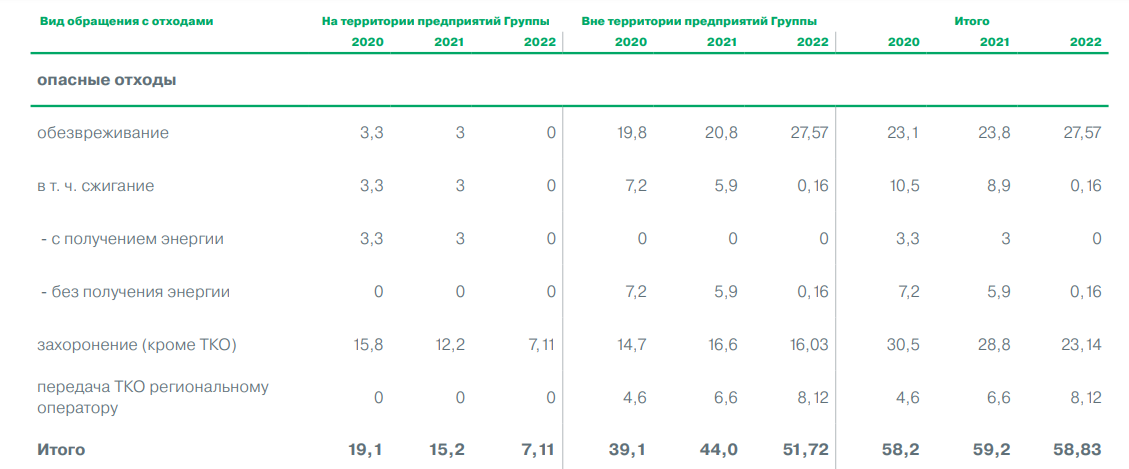 Вид обращения с отходами На территории предприятий Группы Вне территории предприятий Группы Итого
2020 2021 2022 2020 2021 2022 2020 2021 2022
опасные отходы
обезвреживание 3,3 3 0 19,8 20,8 27,57 23,1 23,8 27,57
в т. ч. сжигание 3,3 3 0 7,2 5,9 0,16 10,5 8,9 0,16
- с получением энергии 3,3 3 0 0 0 0 3,3 3 0
- без получения энергии 0 0 0 7,2 5,9 0,16 7,2 5,9 0,16
захоронение (кроме ТКО) 15,8 12,2 7,11 14,7 16,6 16,03 30,5 28,8 23,14
передача ТКО региональному
оператору 0 0 0 4,6 6,6 8,12 4,6 6,6 8,12
Итого 19,1 15,2 7,11 39,1 44,0 51,72 58,2 59,2 58,83